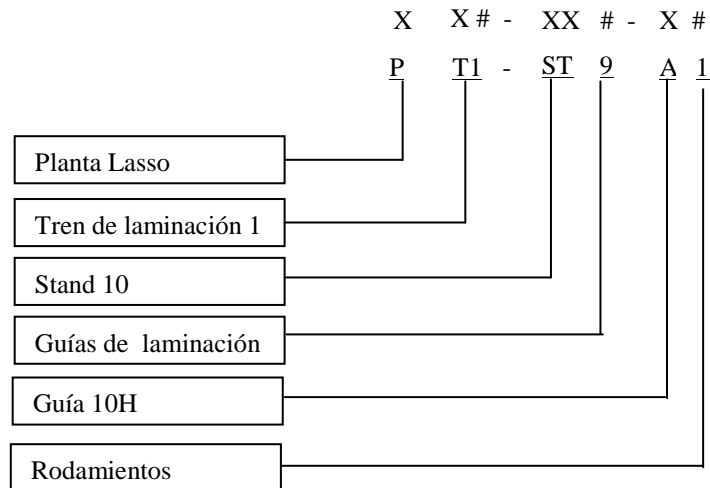 X X # - XX # - X #
P T1 - ST 9 A 1
Planta Lasso
Tren de laminación 1
Stand 10
Guías de laminación
Guía 10H
Rodamientos